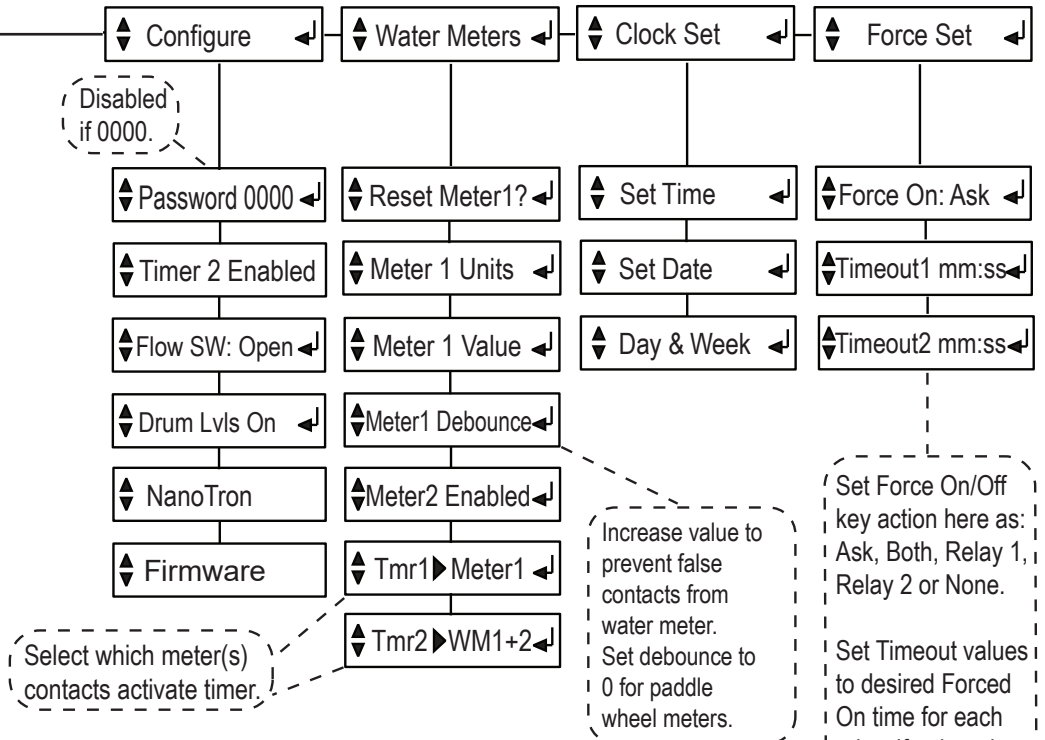 Configure
Water Meters
Clock Set
Force Set
Disabled
if 0000.
Password 0000
Timer 2 Enabled
Flow SW: Open
Drum Lvls On
NanoTron
Firmware
Reset Meter1?
Meter 1 Units
Meter 1 Value
Meter1 Debounce
Meter2 Enabled
Tmr1▶Meter1
Tmr2▶WM1+2
Select which meter(s)
contacts activate timer.
Set Time
Set Date
Day & Week
Increase value to
prevent false
contacts from
water meter.
Set debounce to
0 for paddle
wheel meters.
Force On: Ask
Timeout1 mm:ss
Timeout2 mm:ss
Set Force On/Off
key action here as:
Ask, Both, Relay 1,
Relay 2 or None.
Set Timeout values
to desired Forced
On time for each